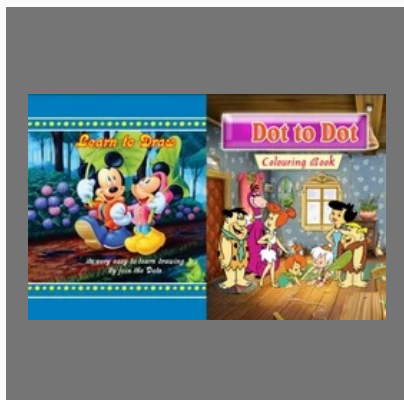 Learn to Draw
its very easy to learn drawing
By join the Dots
Dot to Dot
Colouring Book